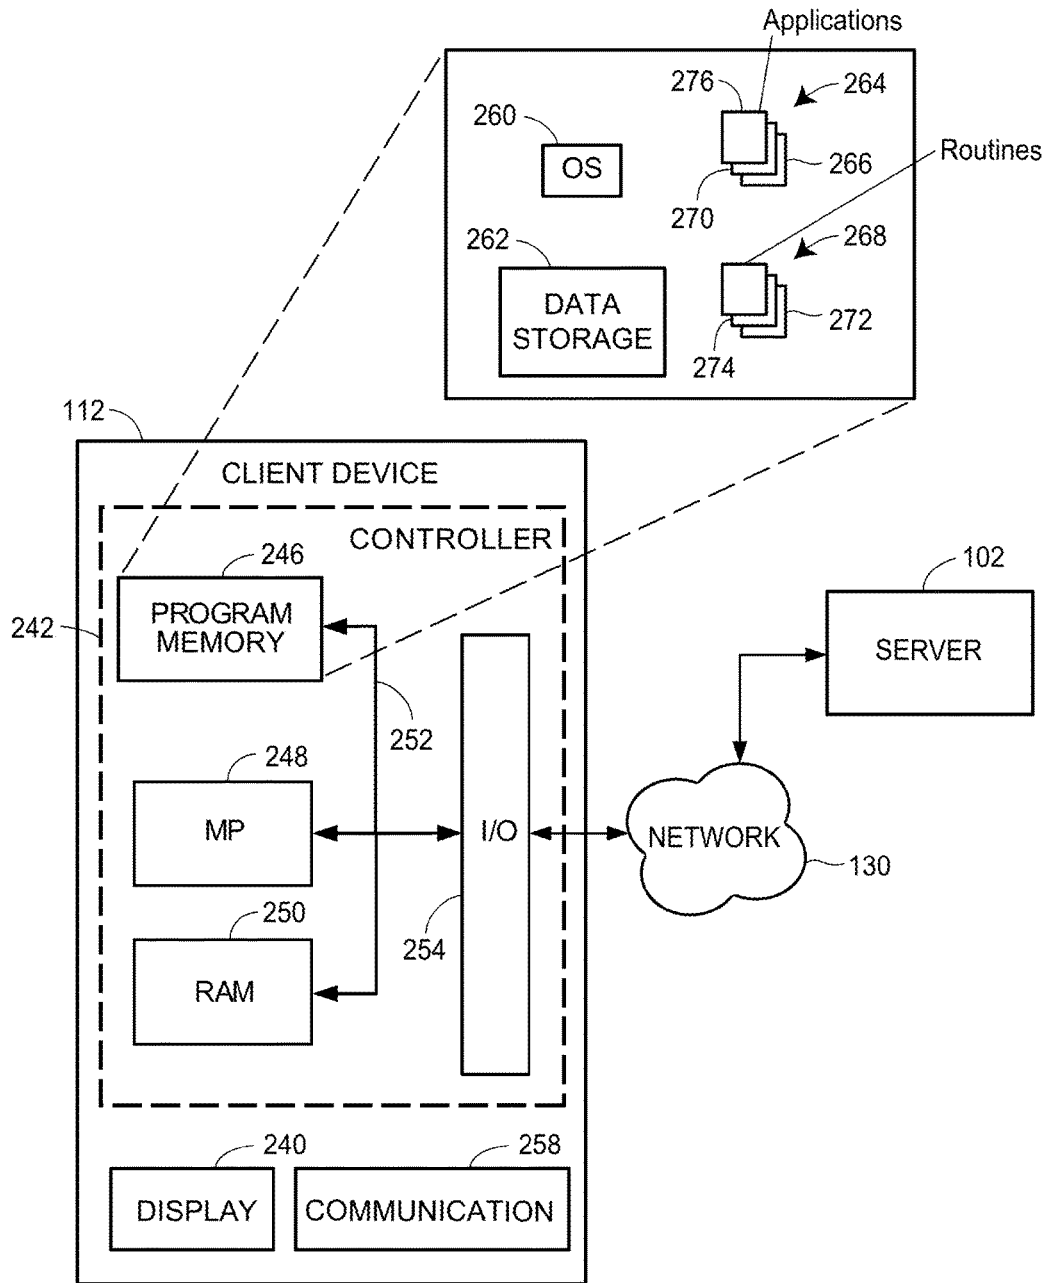 Applications
276
264
260
OS
266
Routines
270
262
268
DATA
STORAGE
272
274
112
CLIENT DEVICE
CONTROLLER
246
102
PROGRAM
MEMORY
242
SERVER
252
248
MP
I/O
NETWORK
130
250
254
RAM
240
258
DISPLAY
COMMUNICATION